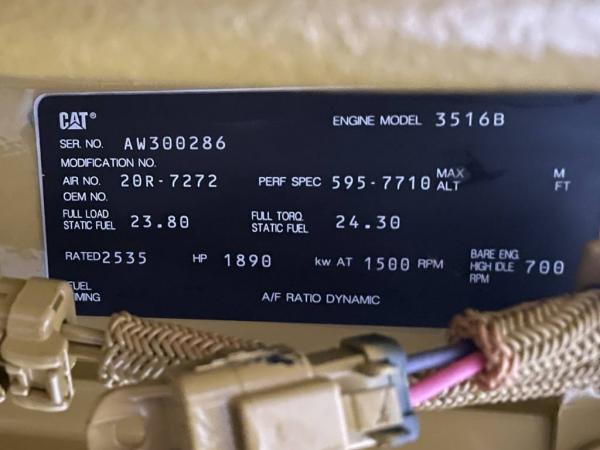 CAT® ENGINE MODEL 3516B
SER. NO. AW300286
MODIFICATION NO.
AIR NO. 20R-7272 PERF SPEC 595-7710 MAX ALT M FT
OEM NO.
FULL LOAD STATIC FUEL 23.80 FULL TORQ. STATIC FUEL 24.30
RATED 2535 HP 1890 kw AT 1500 RPM BARE ENG. HIGH IDLE RPM 700
A/F RATIO DYNAMIC